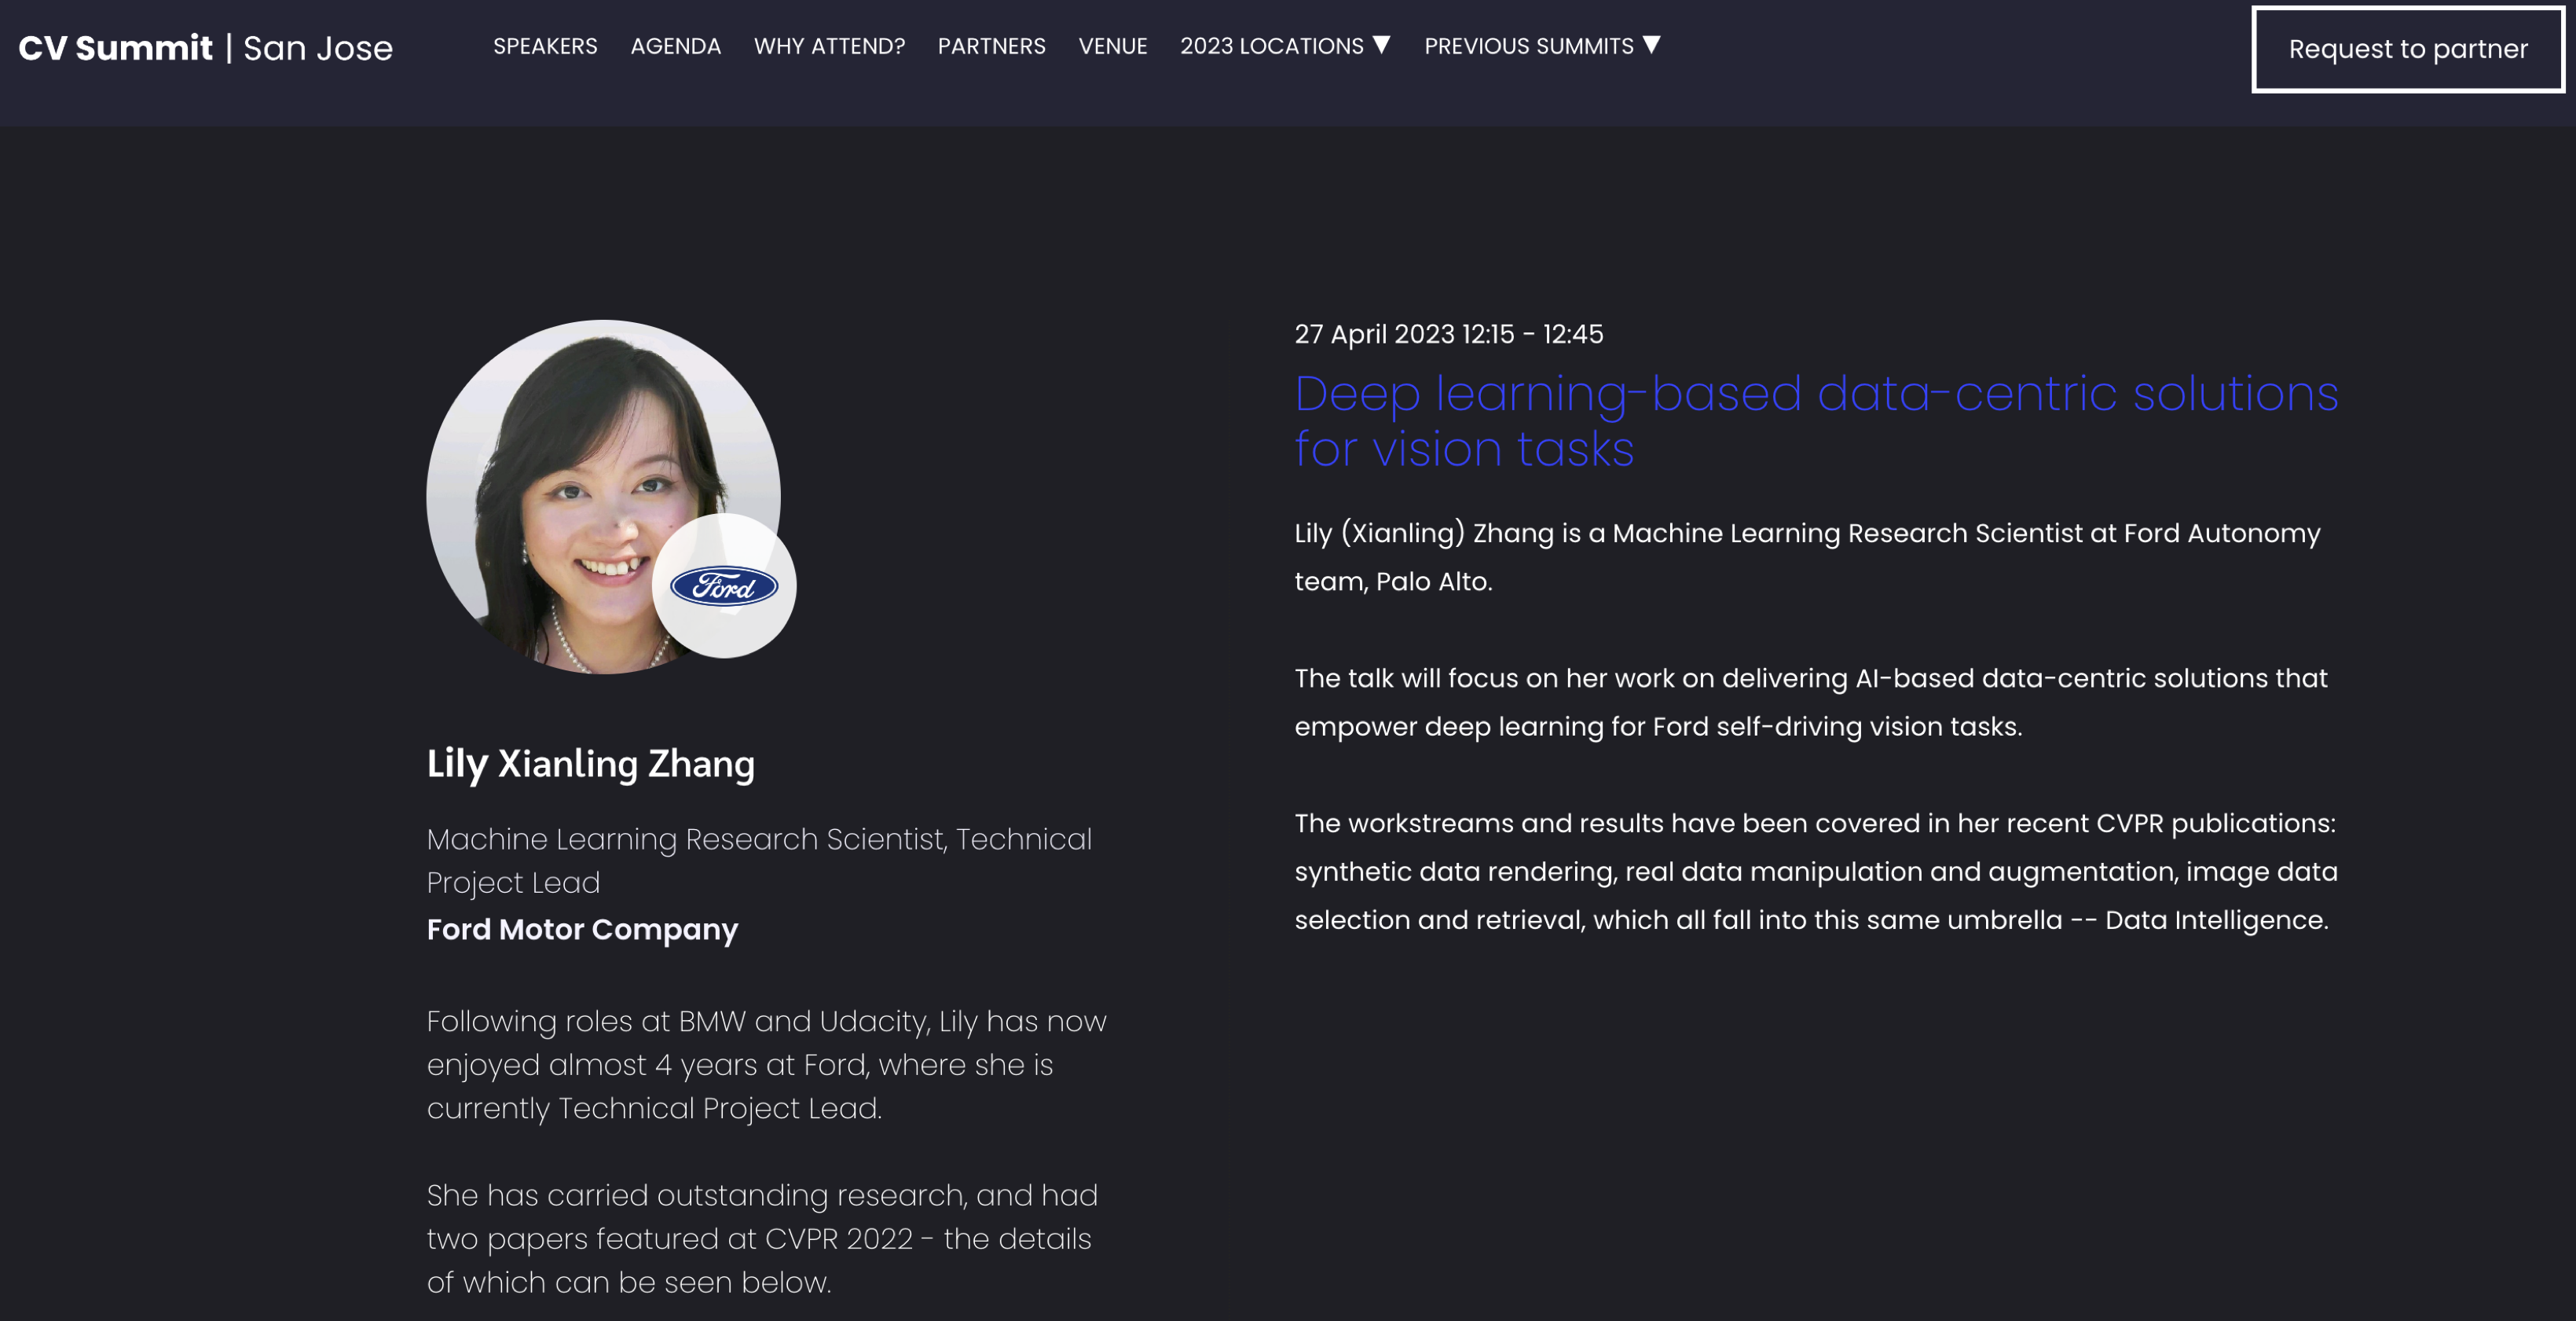 CV Summit | San Jose
SPEAKERS AGENDA WHY ATTEND? PARTNERS VENUE 2023 LOCATIONS ▼ PREVIOUS SUMMITS ▼
Request to partner
Ford
Lily Xianling Zhang
Machine Learning Research Scientist, Technical
Project Lead
Ford Motor Company
Following roles at BMW and Udacity, Lily has now
enjoyed almost 4 years at Ford, where she is
currently Technical Project Lead.
She has carried outstanding research, and had
two papers featured at CVPR 2022 - the details
of which can be seen below.
27 April 2023 12:15 - 12:45
Deep learning-based data-centric solutions
for vision tasks
Lily (Xianling) Zhang is a Machine Learning Research Scientist at Ford Autonomy
team, Palo Alto.
The talk will focus on her work on delivering AI-based data-centric solutions that
empower deep learning for Ford self-driving vision tasks.
The workstreams and results have been covered in her recent CVPR publications:
synthetic data rendering, real data manipulation and augmentation, image data
selection and retrieval, which all fall into this same umbrella -- Data Intelligence.